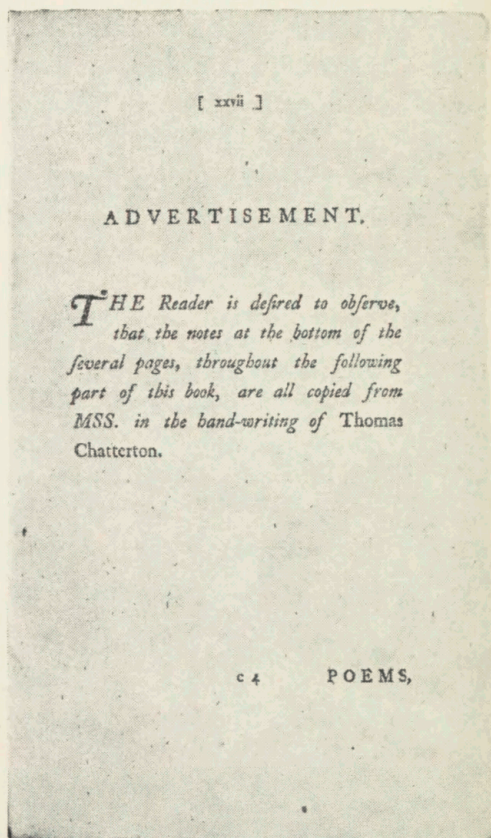 [ xxvii ]
ADVERTISEMENT.
THE Reader is deſired to obſerve,
that the notes at the bottom of the
ſeveral pages, throughout the following
part of this book, are all copied from
MSS. in the hand-writing of Thomas
Chatterton.
c 4 POEMS,